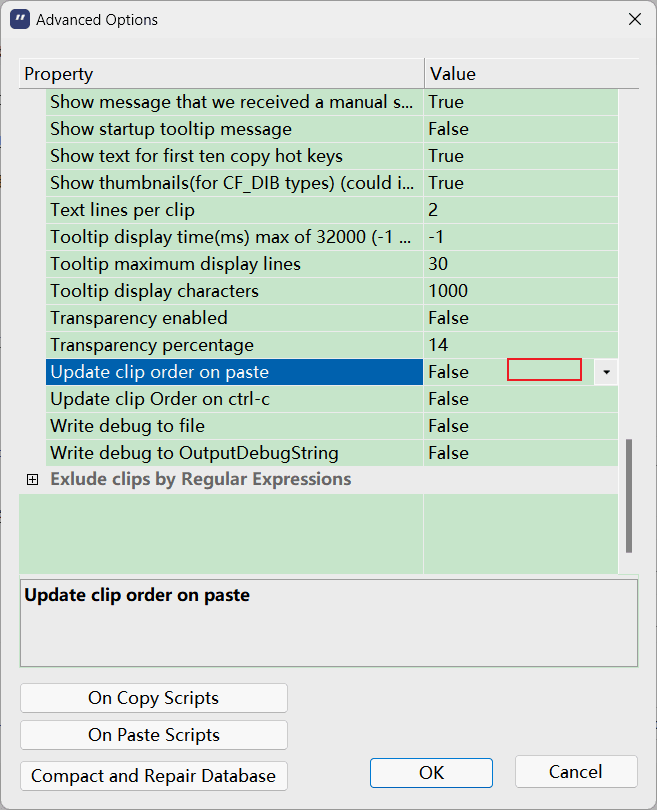 Advanced Options
Property Value
Show message that we received a manual s... True
Show startup tooltip message False
Show text for first ten copy hot keys True
Show thumbnails(for CF_DIB types) (could i... True
Text lines per clip 2
Tooltip display time(ms) max of 32000 (-1 ... -1
Tooltip maximum display lines 30
Tooltip display characters 1000
Transparency enabled False
Transparency percentage 14
Update clip order on paste False
Update clip Order on ctrl-c False
Write debug to file False
Write debug to OutputDebugString False
Exlude clips by Regular Expressions
Update clip order on paste
On Copy Scripts
On Paste Scripts
Compact and Repair Database
OK
Cancel